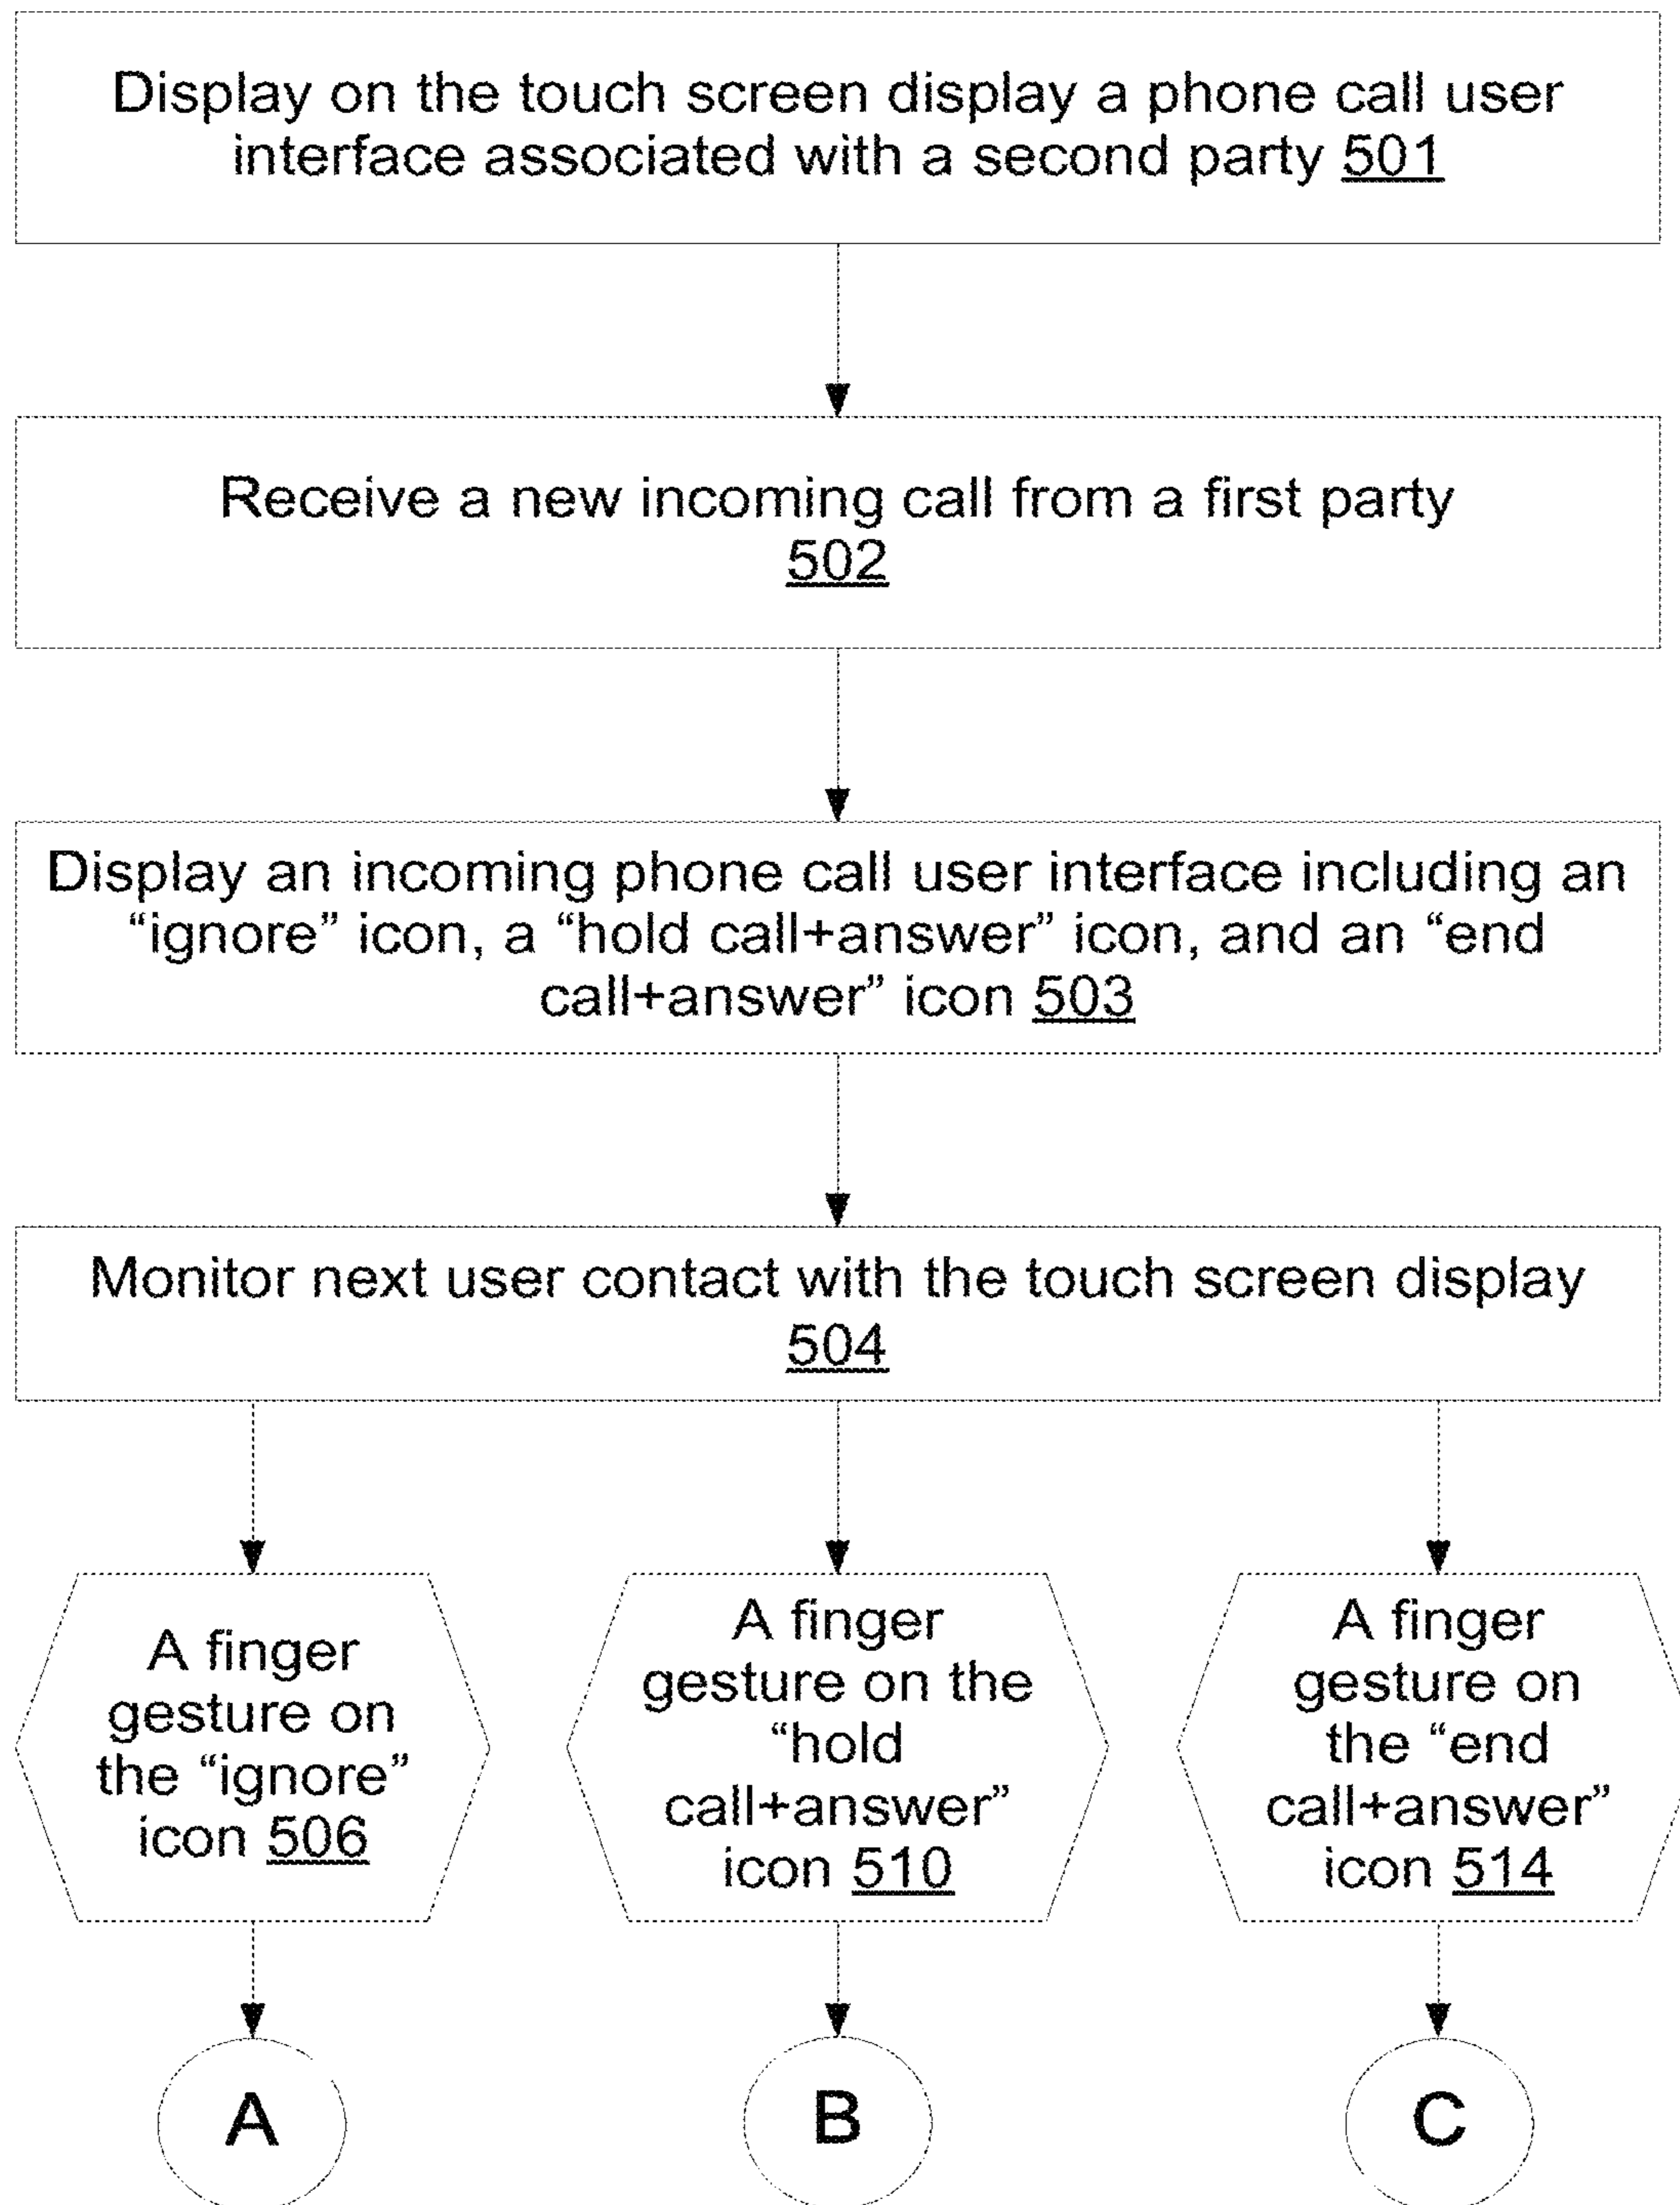 Display on the touch screen display a phone call user
interface associated with a second party 501
Receive a new incoming call from a first party
502
Display an incoming phone call user interface including an
“ignore” icon, a “hold call+answer” icon, and an “end
call+answer” icon 503
Monitor next user contact with the touch screen display
504
A finger
gesture on
the “ignore”
icon 506
A finger
gesture on the
“hold
call+answer”
icon 510
A finger
gesture on
the “end
call+answer”
icon 514
A
B
C